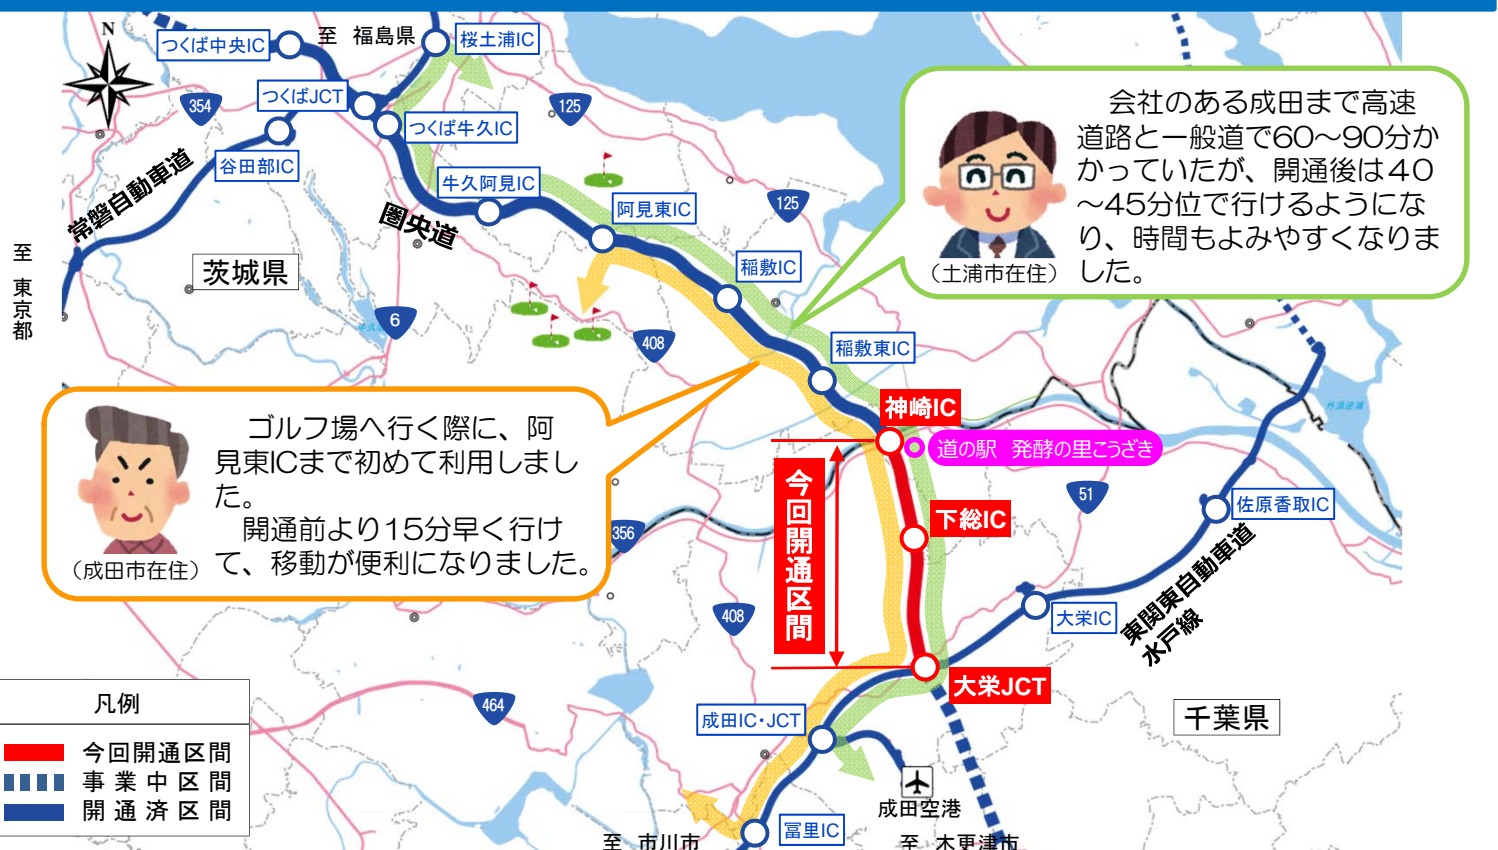 N
つくば中央IC
至 福島県
桜土浦IC
354
つくばJCT
125
つくば牛久IC
谷田部IC
常磐自動車道
牛久阿見IC
圏央道
阿見東IC
125
至 東京都
茨城県
稲敷IC
6
408
稲敷東IC
会社のある成田まで高速
道路と一般道で60～90分か
かっていたが、開通後は40
～45分位で行けるようにな
り、時間もよみやすくなりま
した。
（土浦市在住）
ゴルフ場へ行く際に、阿
見東ICまで初めて利用しまし
た。
開通前より15分早く行け
て、移動が便利になりました。
（成田市在住）
神崎IC
道の駅 発酵の里こうざき
今回開通区間
下総IC
51
佐原香取IC
356
408
大栄IC
東関東自動車道
水戸線
外浪逆浦
大栄JCT
464
成田IC・JCT
千葉県
成田空港
富里IC
至 市川市
至 木更津市
凡例
今回開通区間
事業中区間
開通済区間